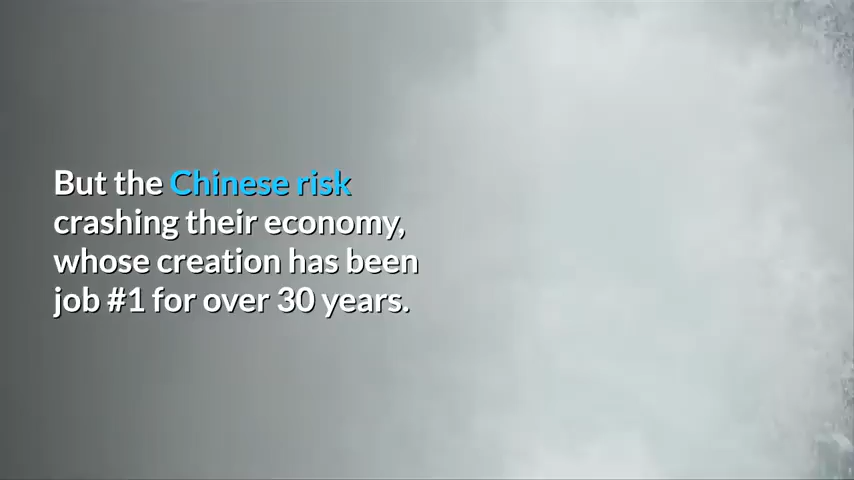 But the Chinese risk
crashing their economy,
whose creation has been
job #1 for over 30 years.